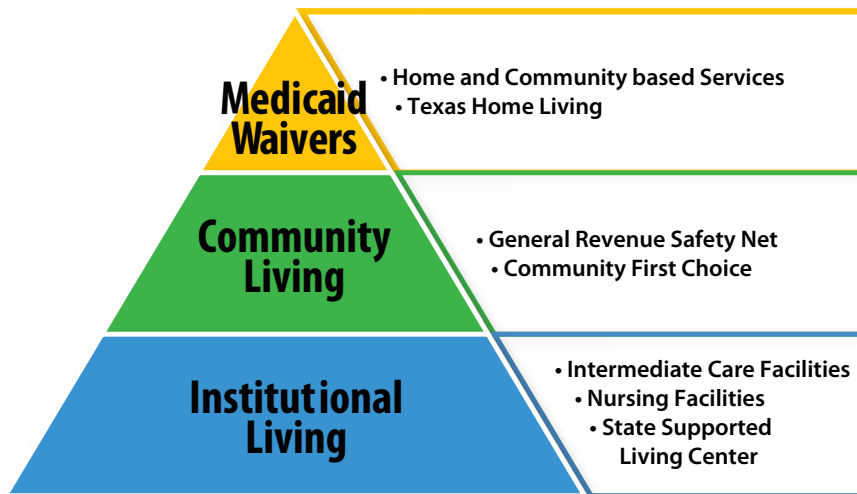 Medicaid
Waivers
• Home and Community based Services
• Texas Home Living
Community
Living
• General Revenue Safety Net
• Community First Choice
Institutional
Living
• Intermediate Care Facilities
• Nursing Facilities
• State Supported
Living Center